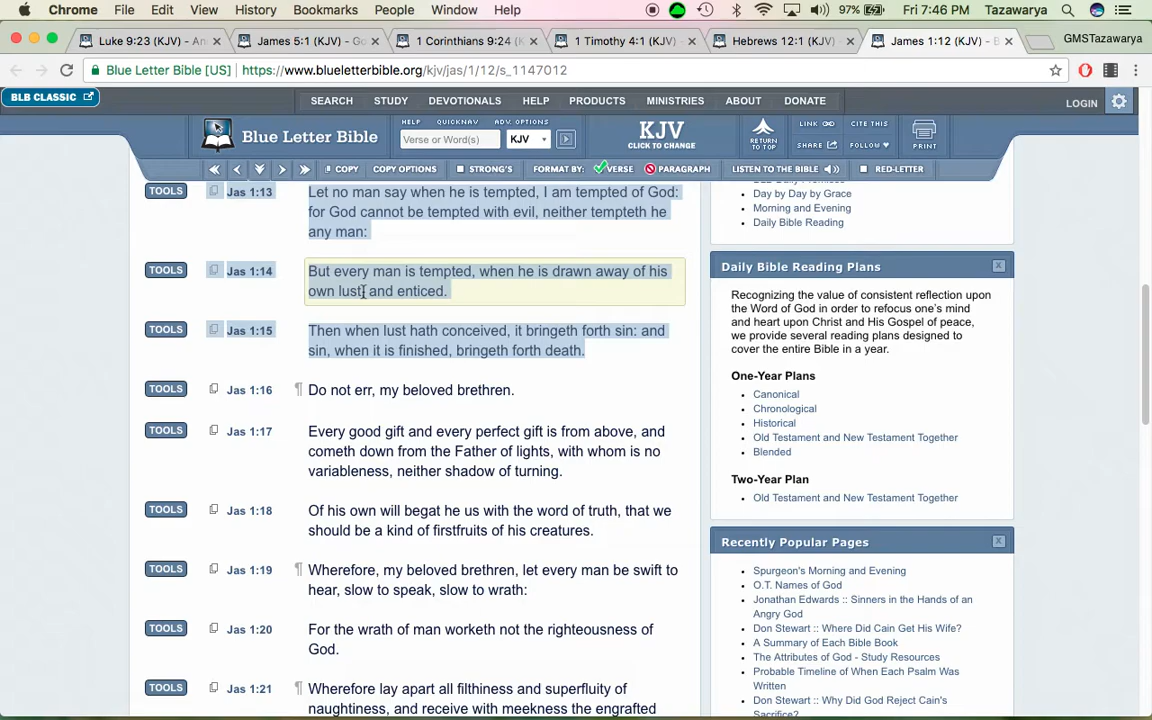 Chrome File Edit View History Bookmarks People Window Help 97% Fri 7:46 PM Tazawarya
Luke 9:23 (KJV) - An
James 5:1 (KJV) - Go
1 Corinthians 9:24 (KJV)
1 Timothy 4:1 (KJV) -
Hebrews 12:1 (KJV) -
James 1:12 (KJV) - B
GMSTazawarya
Blue Letter Bible [US] https://www.blueletterbible.org/kjv/jas/1/12/s_1147012
BLB CLASSIC
SEARCH STUDY DEVOTIONALS HELP PRODUCTS MINISTRIES ABOUT DONATE LOGIN
Blue Letter Bible
HELP QUICKNAV ADV. OPTIONS
Verse or Word(s) KJV
KJV
CLICK TO CHANGE
RETURN
TO TOP
LINK CITE THIS
SHARE FOLLOW
PRINT
COPY COPY OPTIONS STRONG'S FORMAT BY: VERSE PARAGRAPH LISTEN TO THE BIBLE RED-LETTER
TOOLS Jas 1:13 Let no man say when he is tempted, I am tempted of God:
for God cannot be tempted with evil, neither tempteth he
any man:
TOOLS Jas 1:14 But every man is tempted, when he is drawn away of his
own lust, and enticed.
TOOLS Jas 1:15 Then when lust hath conceived, it bringeth forth sin: and
sin, when it is finished, bringeth forth death.
TOOLS Jas 1:16 ¶ Do not err, my beloved brethren.
TOOLS Jas 1:17 Every good gift and every perfect gift is from above, and
cometh down from the Father of lights, with whom is no
variableness, neither shadow of turning.
TOOLS Jas 1:18 Of his own will begat he us with the word of truth, that we
should be a kind of firstfruits of his creatures.
TOOLS Jas 1:19 ¶ Wherefore, my beloved brethren, let every man be swift to
hear, slow to speak, slow to wrath:
TOOLS Jas 1:20 For the wrath of man worketh not the righteousness of
God.
TOOLS Jas 1:21 ¶ Wherefore lay apart all filthiness and superfluity of
naughtiness, and receive with meekness the engrafted
Day by Day by Grace
Morning and Evening
Daily Bible Reading
Daily Bible Reading Plans
Recognizing the value of consistent reflection upon
the Word of God in order to refocus one's mind
and heart upon Christ and His Gospel of peace,
we provide several reading plans designed to
cover the entire Bible in a year.
One-Year Plans
Canonical
Chronological
Historical
Old Testament and New Testament Together
Blended
Two-Year Plan
Old Testament and New Testament Together
Recently Popular Pages
Spurgeon's Morning and Evening
O.T. Names of God
Jonathan Edwards :: Sinners in the Hands of an
Angry God
Don Stewart :: Where Did Cain Get His Wife?
A Summary of Each Bible Book
The Attributes of God - Study Resources
Probable Timeline of When Each Psalm Was
Written
Don Stewart :: Why Did God Reject Cain's
Sacrifice?